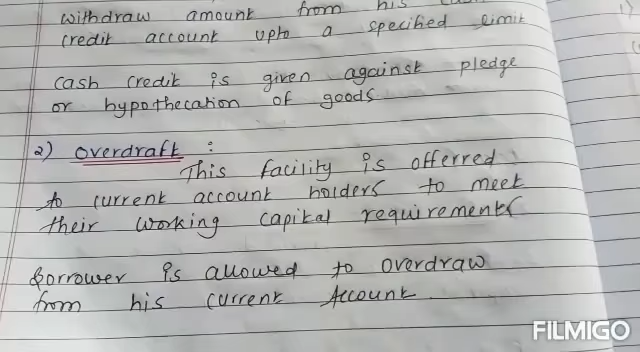 withdraw amount from his
credit account upto a specified limit
cash credit is given against pledge
or hypothecation of goods
2) overdraft :
This facility is offerred
to current account holders to meet
their working capital requirements
Borrower is allowed to overdraw
from his current Account.
FILMIGO